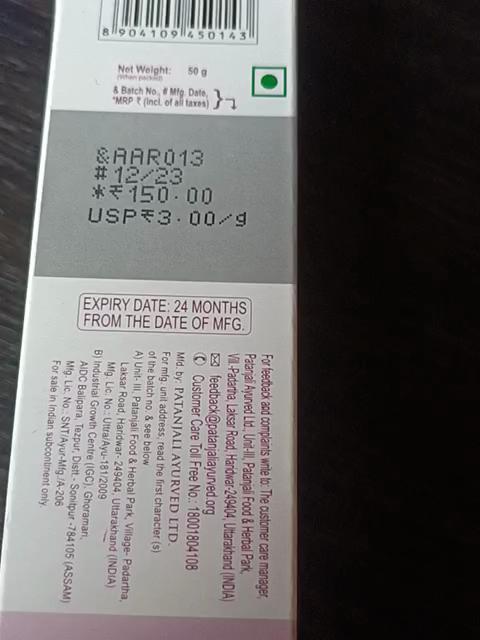 8 904109 450143
Net Weight: 50 g
(When packed)
& Batch No., # Mfg. Date,
*MRP ₹ (Incl. of all taxes)
&AAR013
#12/23
*₹150.00
USP₹3.00/g
EXPIRY DATE: 24 MONTHS
FROM THE DATE OF MFG.
For feedback and complaints write to: The customer care manager,
Patanjali Ayurved Ltd., Unit-III, Patanjali Food & Herbal Park,
Vill.-Padartha, Laksar Road, Haridwar-249404, Uttarakhand (INDIA)
feedback@patanjaliayurved.org
Customer Care Toll Free No.: 18001804108
Mfd. by: PATANJALI AYURVED LTD.
For mfg. unit address, read the first character (s)
of the batch no. & see below
A) Unit- III, Patanjali Food & Herbal Park, Village- Padartha,
Laksar Road, Haridwar- 249404, Uttarakhand (INDIA)
Mfg. Lic. No.: Uttra/Ayu-181/2009
B) Industrial Growth Centre (IGC), Ghoramari,
AIDC Balipara, Tezpur, Distt. - Sonitpur -784105 (ASSAM)
Mfg. Lic. No.: SNT/Ayur-Mfg./A-206
For sale in Indian subcontinent only.